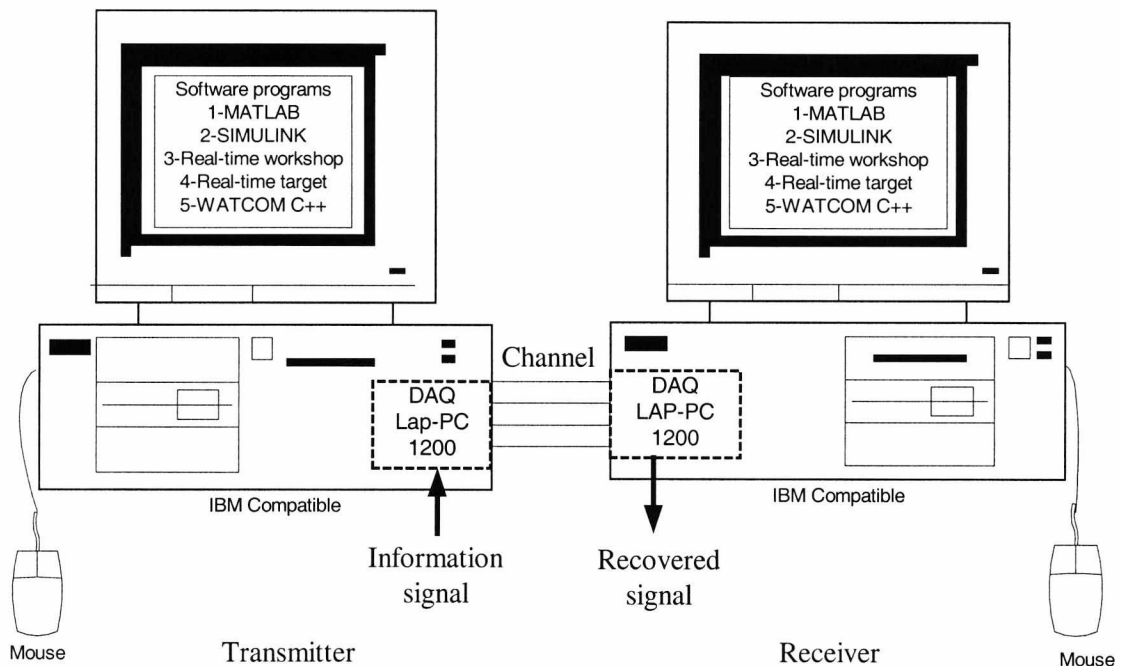 Software programs
1-MATLAB
2-SIMULINK
3-Real-time workshop
4-Real-time target
5-WATCOM C++
Software programs
1-MATLAB
2-SIMULINK
3-Real-time workshop
4-Real-time target
5-WATCOM C++
Channel
DAQ
Lap-PC
1200
DAQ
LAP-PC
1200
IBM Compatible
IBM Compatible
Information
signal
Recovered
signal
Mouse
Transmitter
Receiver
Mouse